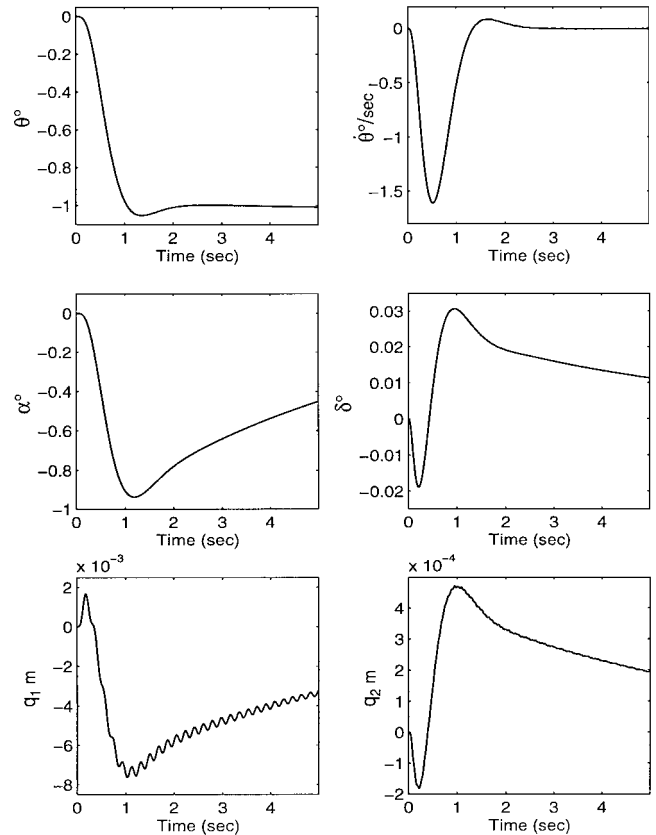 0
−0.2
−0.4
−0.6
−0.8
−1
θ°
0 1 2 3 4
Time (sec)
0
−0.5
−1
−1.5
θ̇°/sec
0 1 2 3 4
Time (sec)
0
−0.2
−0.4
−0.6
−0.8
−1
α°
0 1 2 3 4
Time (sec)
0.03
0.02
0.01
0
−0.01
−0.02
δ°
0 1 2 3 4
Time (sec)
x 10⁻³
2
0
−2
−4
−6
−8
q₁ m
0 1 2 3 4
Time (sec)
x 10⁻⁴
4
3
2
1
0
−1
−2
q₂ m
0 1 2 3 4
Time (sec)